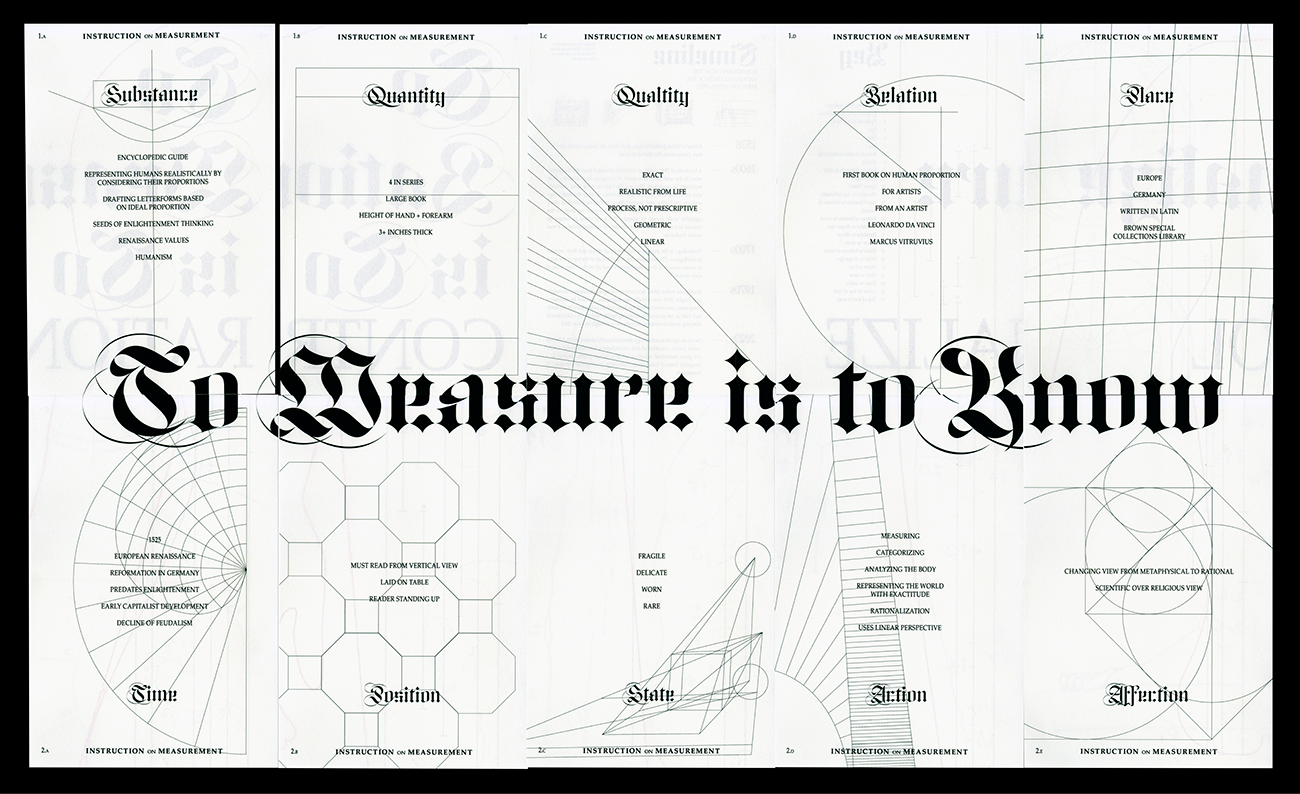 1.A
INSTRUCTION ON MEASUREMENT
Substance
ENCYCLOPEDIC GUIDE
REPRESENTING HUMANS REALISTICALLY BY
CONSIDERING THEIR PROPORTIONS
DRAFTING LETTERFORMS BASED
ON IDEAL PROPORTION
SEEDS OF ENLIGHTENMENT THINKING
RENAISSANCE VALUES
HUMANISM
1.B
INSTRUCTION ON MEASUREMENT
Quantity
4 IN SERIES
LARGE BOOK
HEIGHT OF HAND + FOREARM
3+ INCHES THICK
1.C
INSTRUCTION ON MEASUREMENT
Qualtity
EXACT
REALISTIC FROM LIFE
PROCESS, NOT PRESCRIPTIVE
GEOMETRIC
LINEAR
1.D
INSTRUCTION ON MEASUREMENT
Relation
FIRST BOOK ON HUMAN PROPORTION
FOR ARTISTS
FROM AN ARTIST
LEONARDO DA VINCI
MARCUS VITRUVIUS
1.E
INSTRUCTION ON MEASUREMENT
Place
EUROPE
GERMANY
WRITTEN IN LATIN
BROWN SPECIAL
COLLECTIONS LIBRARY
To Measure is to Know
1525
EUROPEAN RENAISSANCE
REFORMATION IN GERMANY
PREDATES ENLIGHTENMENT
EARLY CAPITALIST DEVELOPMENT
DECLINE OF FEUDALISM
Time
2.A
INSTRUCTION ON MEASUREMENT
MUST READ FROM VERTICAL VIEW
LAID ON TABLE
READER STANDING UP
Position
2.B
INSTRUCTION ON MEASUREMENT
FRAGILE
DELICATE
WORN
RARE
State
2.C
INSTRUCTION ON MEASUREMENT
MEASURING
CATEGORIZING
ANALYZING THE BODY
REPRESENTING THE WORLD
WITH EXACTITUDE
RATIONALIZATION
USES LINEAR PERSPECTIVE
Action
2.D
INSTRUCTION ON MEASUREMENT
CHANGING VIEW FROM METAPHYSICAL TO RATIONAL
SCIENTIFIC OVER RELIGIOUS VIEW
Affection
2.E
INSTRUCTION ON MEASUREMENT